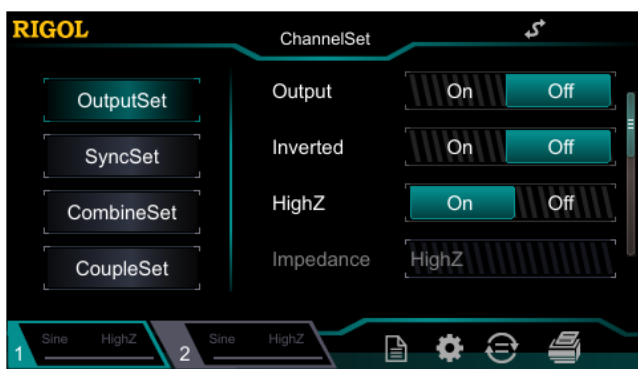 RIGOL
ChannelSet
OutputSet
SyncSet
CombineSet
CoupleSet
Output On Off
Inverted On Off
HighZ On Off
Impedance HighZ
1 Sine HighZ
2 Sine HighZ